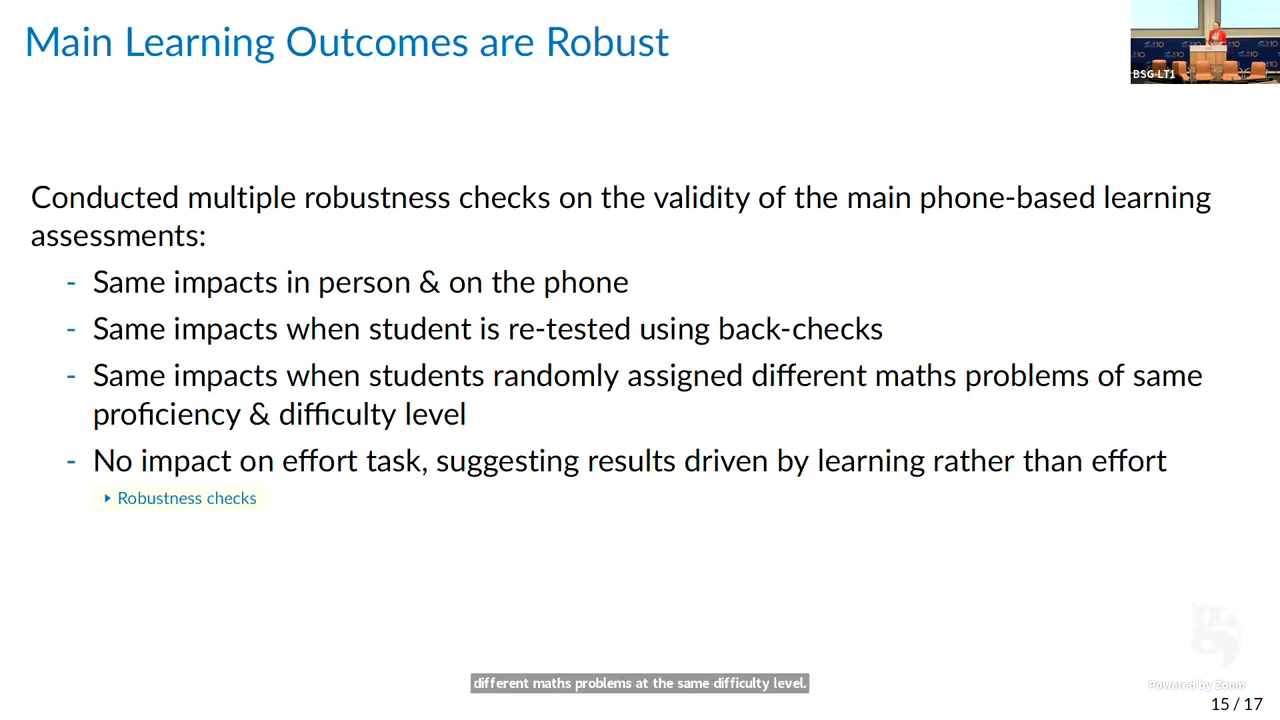 Main Learning Outcomes are Robust
BSG-LT1
Conducted multiple robustness checks on the validity of the main phone-based learning
assessments:
- Same impacts in person & on the phone
- Same impacts when student is re-tested using back-checks
- Same impacts when students randomly assigned different maths problems of same
proficiency & difficulty level
- No impact on effort task, suggesting results driven by learning rather than effort
Robustness checks
different maths problems at the same difficulty level.
Powered by Zoom
15 / 17